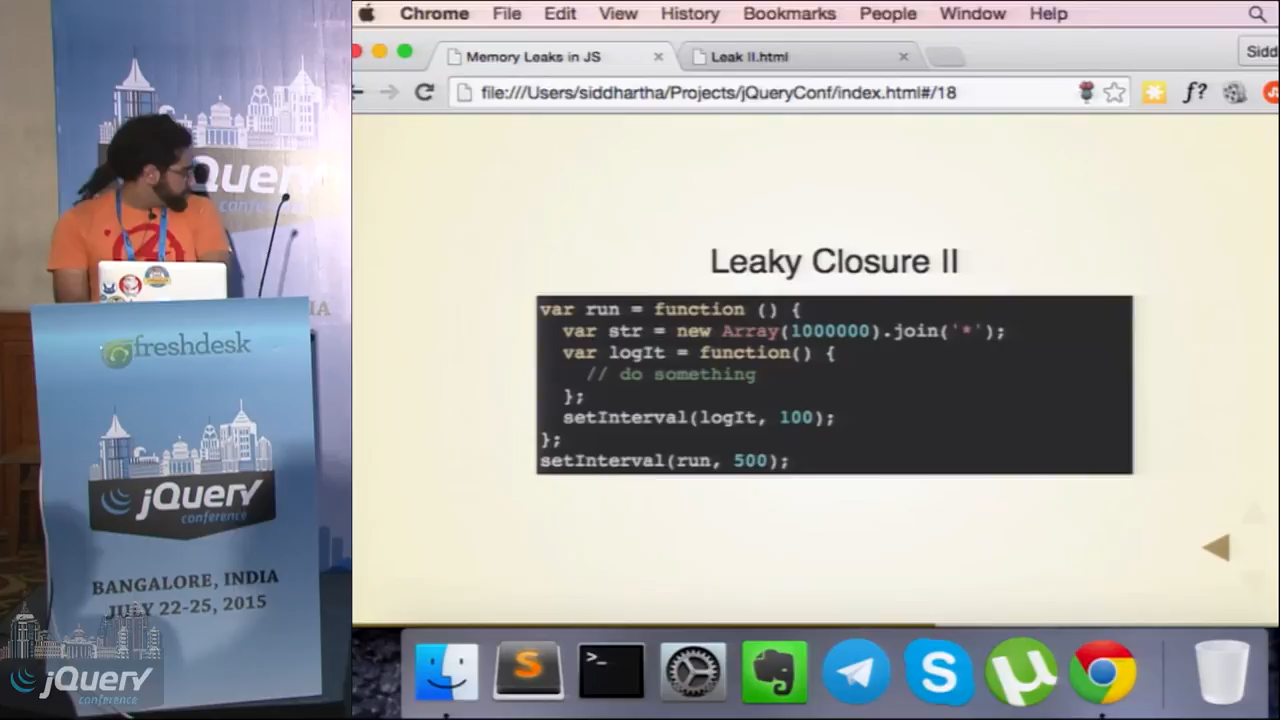 Chrome File Edit View History Bookmarks People Window Help
Memory Leaks in JS
Leak II.html
Sidd
file:///Users/siddhartha/Projects/jQueryConf/index.html#/18
f?
Leaky Closure II
var run = function () {
var str = new Array(1000000).join('*');
var logIt = function() {
// do something
};
setInterval(logIt, 100);
};
setInterval(run, 500);
Query
conference
freshdesk
jQuery
conference
BANGALORE, INDIA
JULY 22-25, 2015
jQuery
conference